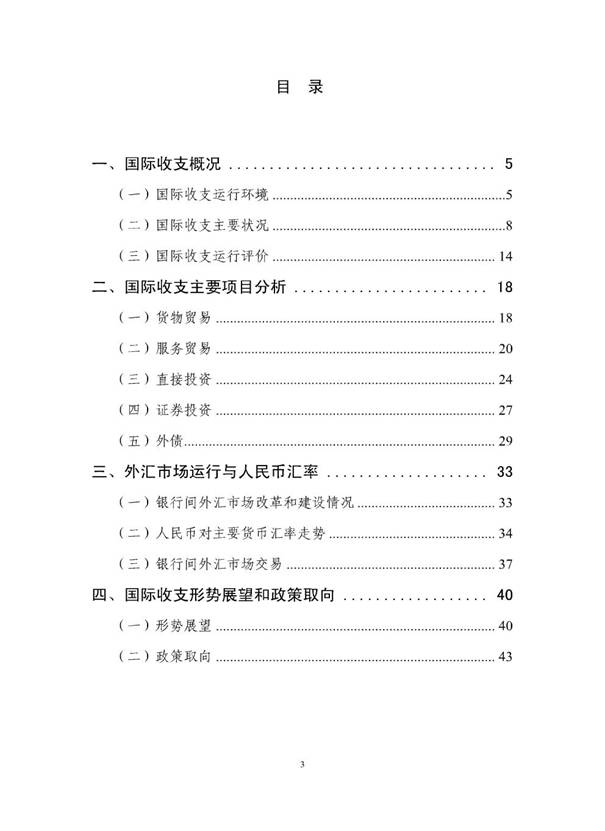 目 录
一、国际收支概况 .................................. 5
（一）国际收支运行环境 .................................. 5
（二）国际收支主要状况 .................................. 8
（三）国际收支运行评价 .................................. 14
二、国际收支主要项目分析 .................................. 18
（一）货物贸易 .................................. 18
（二）服务贸易 .................................. 20
（三）直接投资 .................................. 24
（四）证券投资 .................................. 27
（五）外债 .................................. 29
三、外汇市场运行与人民币汇率 .................................. 33
（一）银行间外汇市场改革和建设情况 .................................. 33
（二）人民币对主要货币汇率走势 .................................. 34
（三）银行间外汇市场交易 .................................. 37
四、国际收支形势展望和政策取向 .................................. 40
（一）形势展望 .................................. 40
（二）政策取向 .................................. 43
3